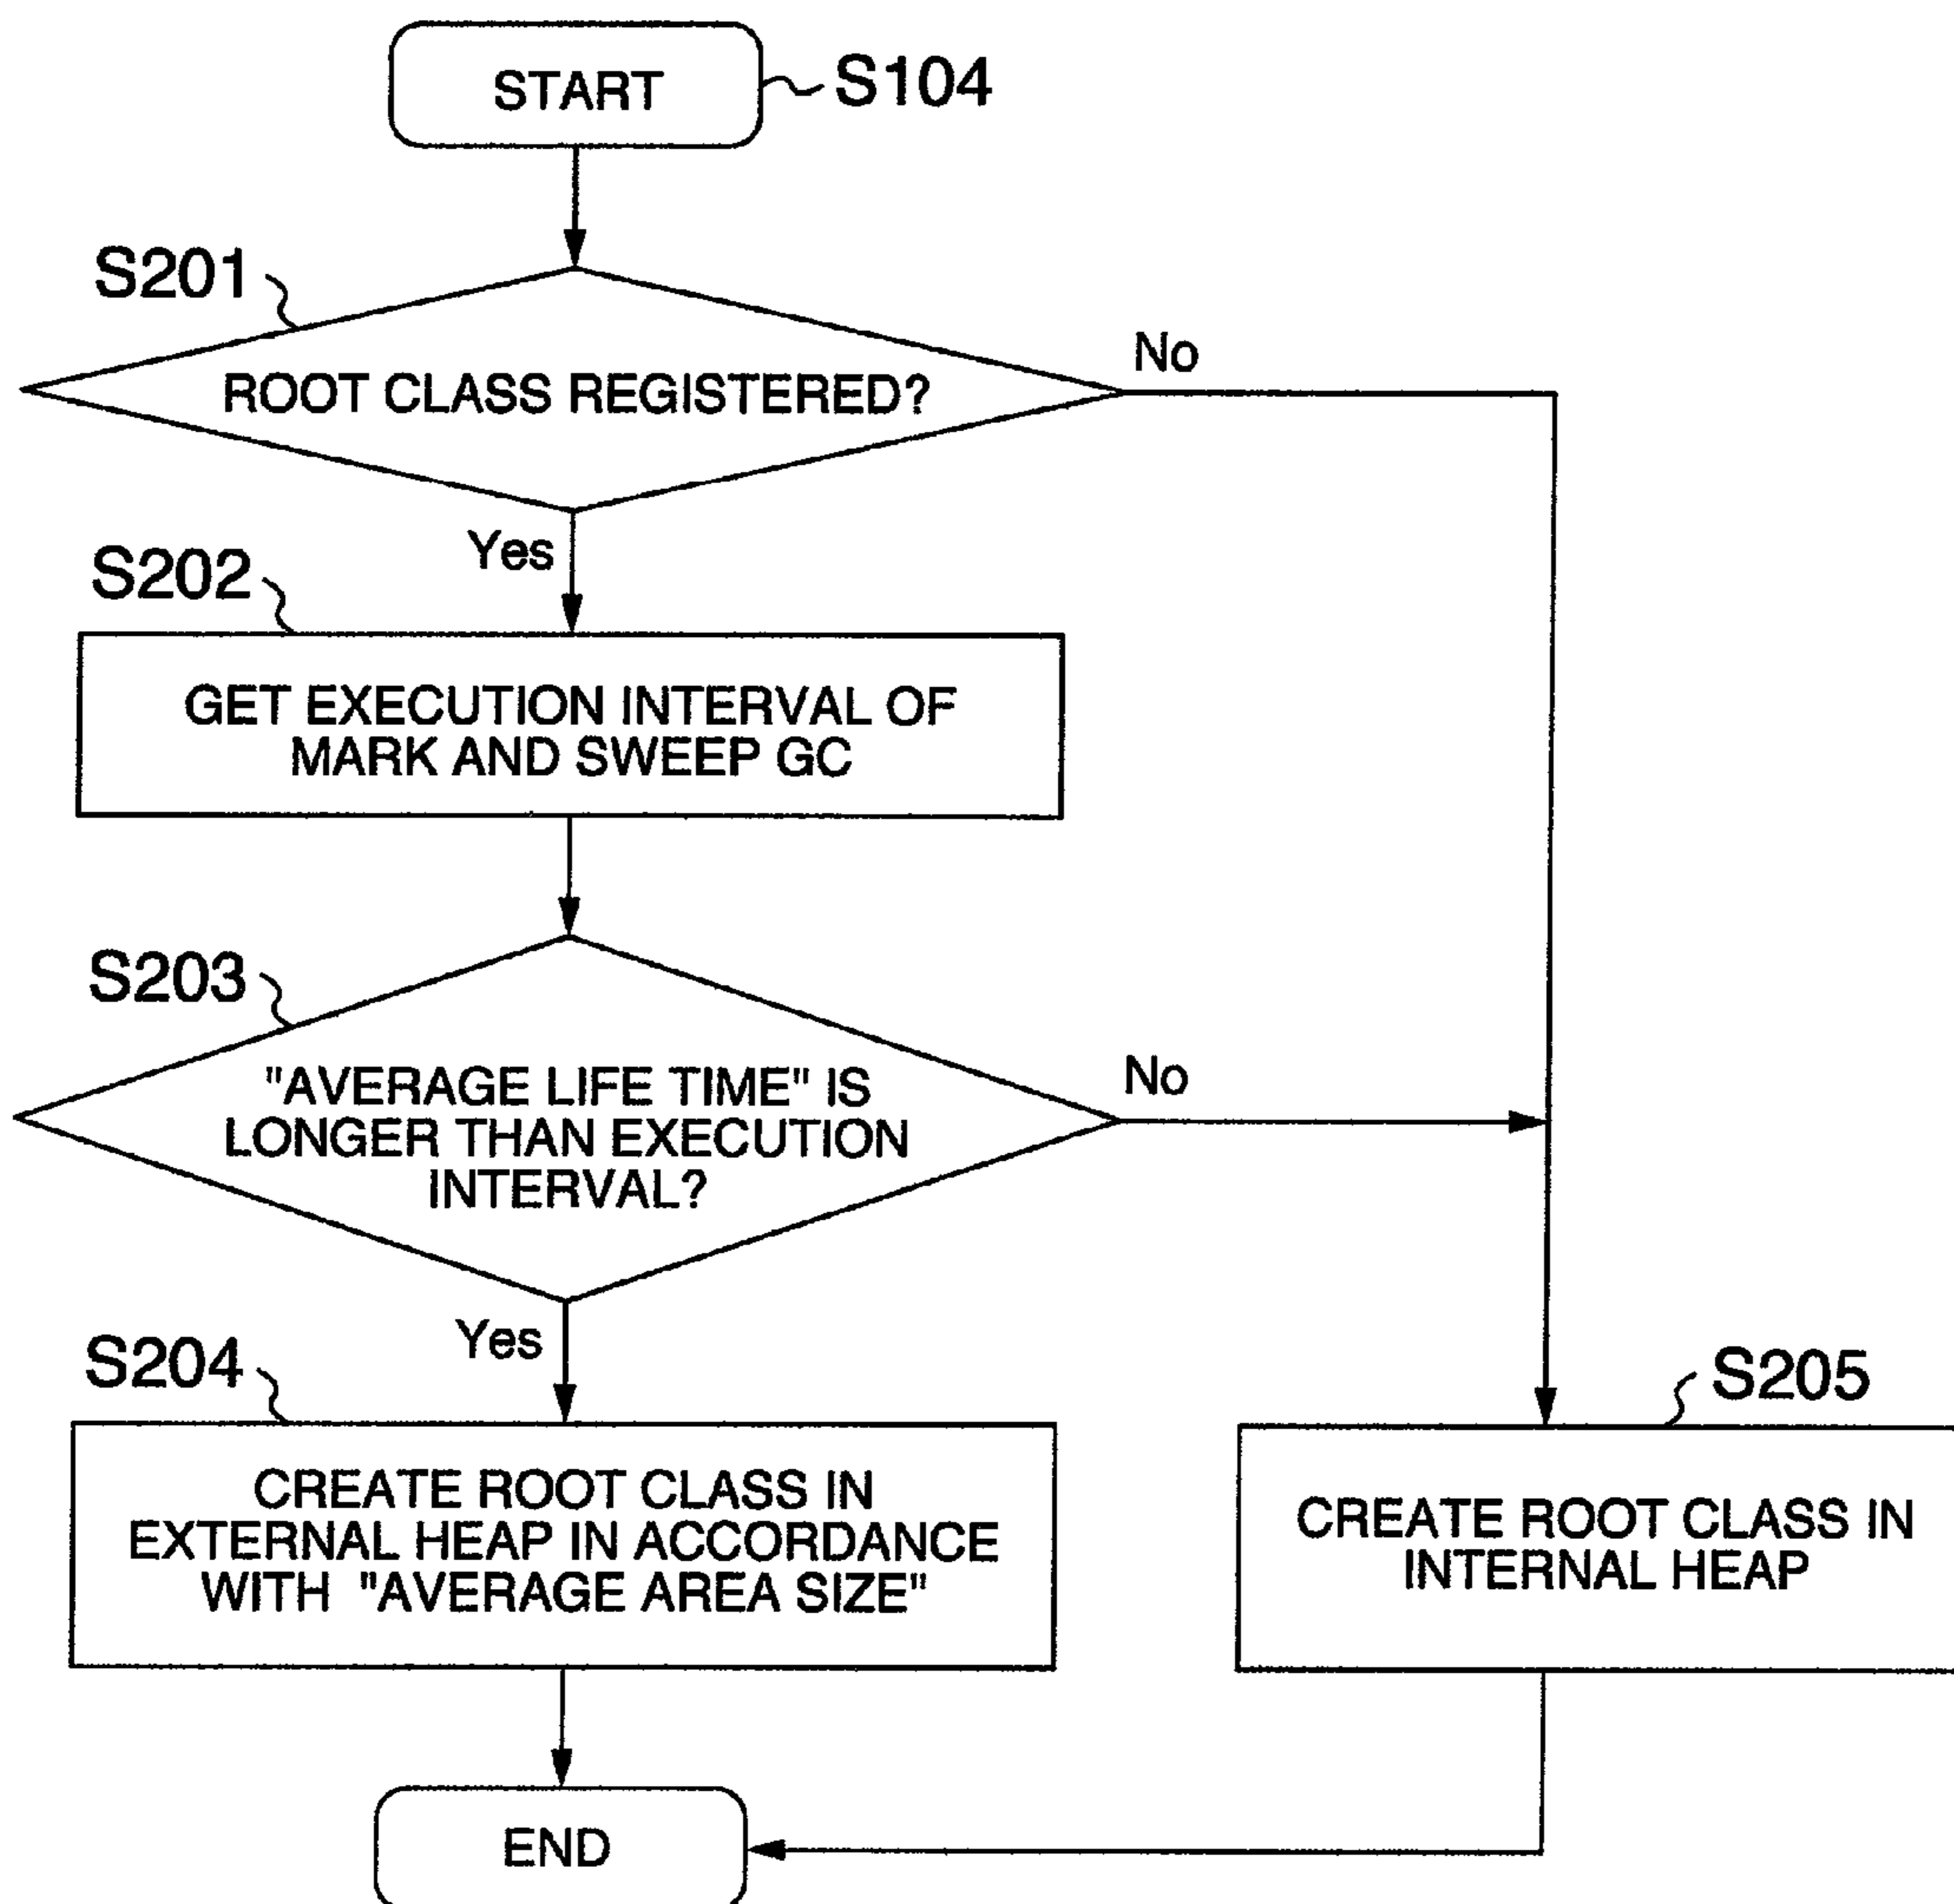 START
S104
S201
ROOT CLASS REGISTERED?
No
Yes
S202
GET EXECUTION INTERVAL OF
MARK AND SWEEP GC
S203
"AVERAGE LIFE TIME" IS
LONGER THAN EXECUTION
INTERVAL?
No
Yes
S204
CREATE ROOT CLASS IN
EXTERNAL HEAP IN ACCORDANCE
WITH "AVERAGE AREA SIZE"
S205
CREATE ROOT CLASS IN
INTERNAL HEAP
END